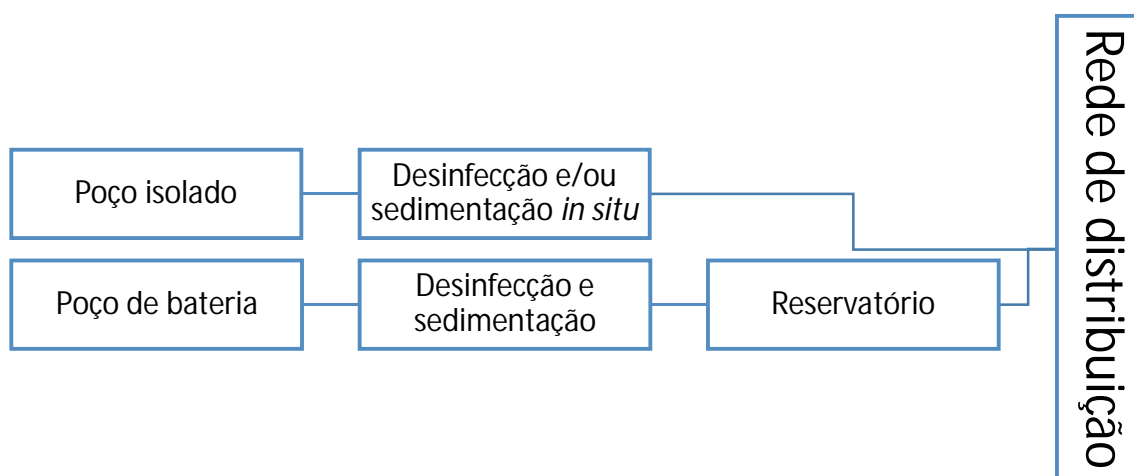 Poço isolado
Desinfecção e/ou
sedimentação in situ
Poço de bateria
Desinfecção e
sedimentação
Reservatório
Rede de distribuição